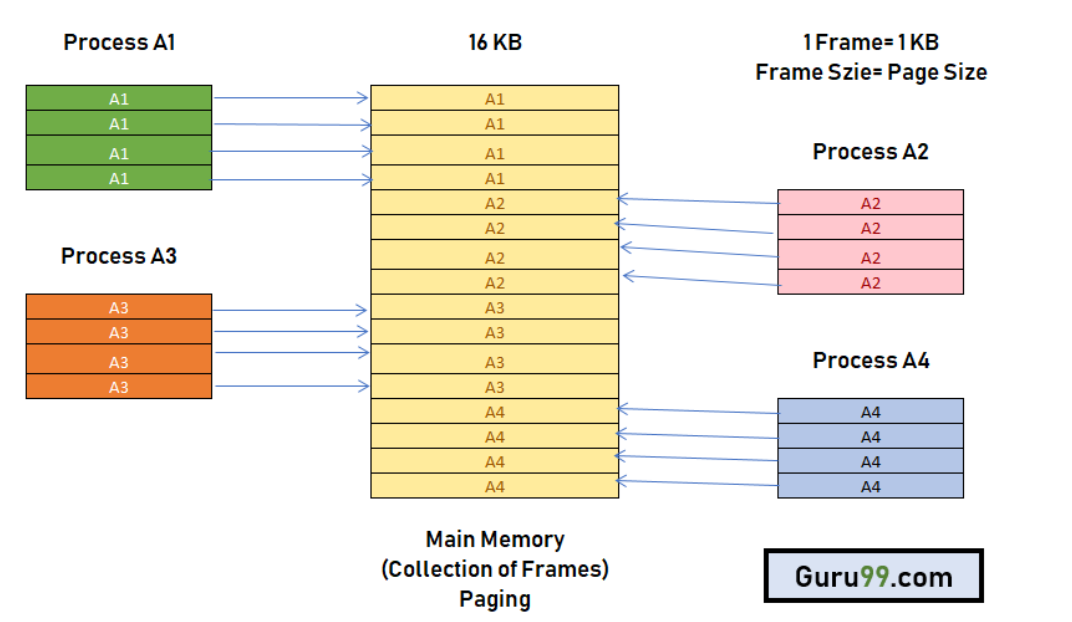 Process A1
16 KB
1 Frame= 1 KB
Frame Szie= Page Size
A1
A1
A1
A1
Process A3
A3
A3
A3
A3
A1
A1
A1
A1
A2
A2
A2
A2
A3
A3
A3
A3
A4
A4
A4
A4
Main Memory
(Collection of Frames)
Paging
Process A2
A2
A2
A2
A2
Process A4
A4
A4
A4
A4
Guru99.com